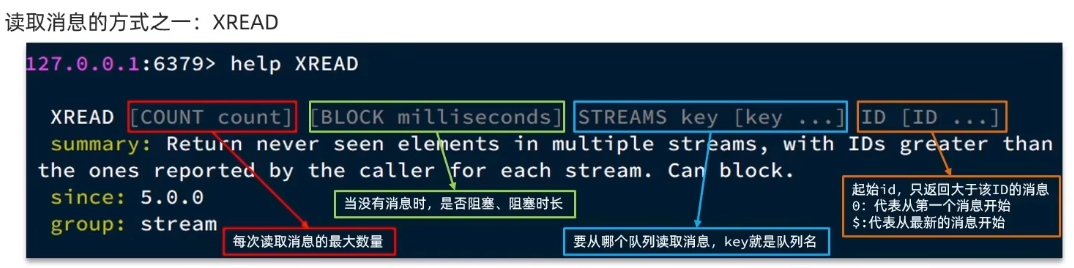 读取消息的方式之一：XREAD
127.0.0.1:6379> help XREAD
XREAD [COUNT count] [BLOCK milliseconds] STREAMS key [key ...] ID [ID ...]
summary: Return never seen elements in multiple streams, with IDs greater than
the ones reported by the caller for each stream. Can block.
since: 5.0.0
group: stream
当没有消息时，是否阻塞、阻塞时长
每次读取消息的最大数量
要从哪个队列读取消息，key就是队列名
起始id，只返回大于该ID的消息
0：代表从第一个消息开始
$:代表从最新的消息开始